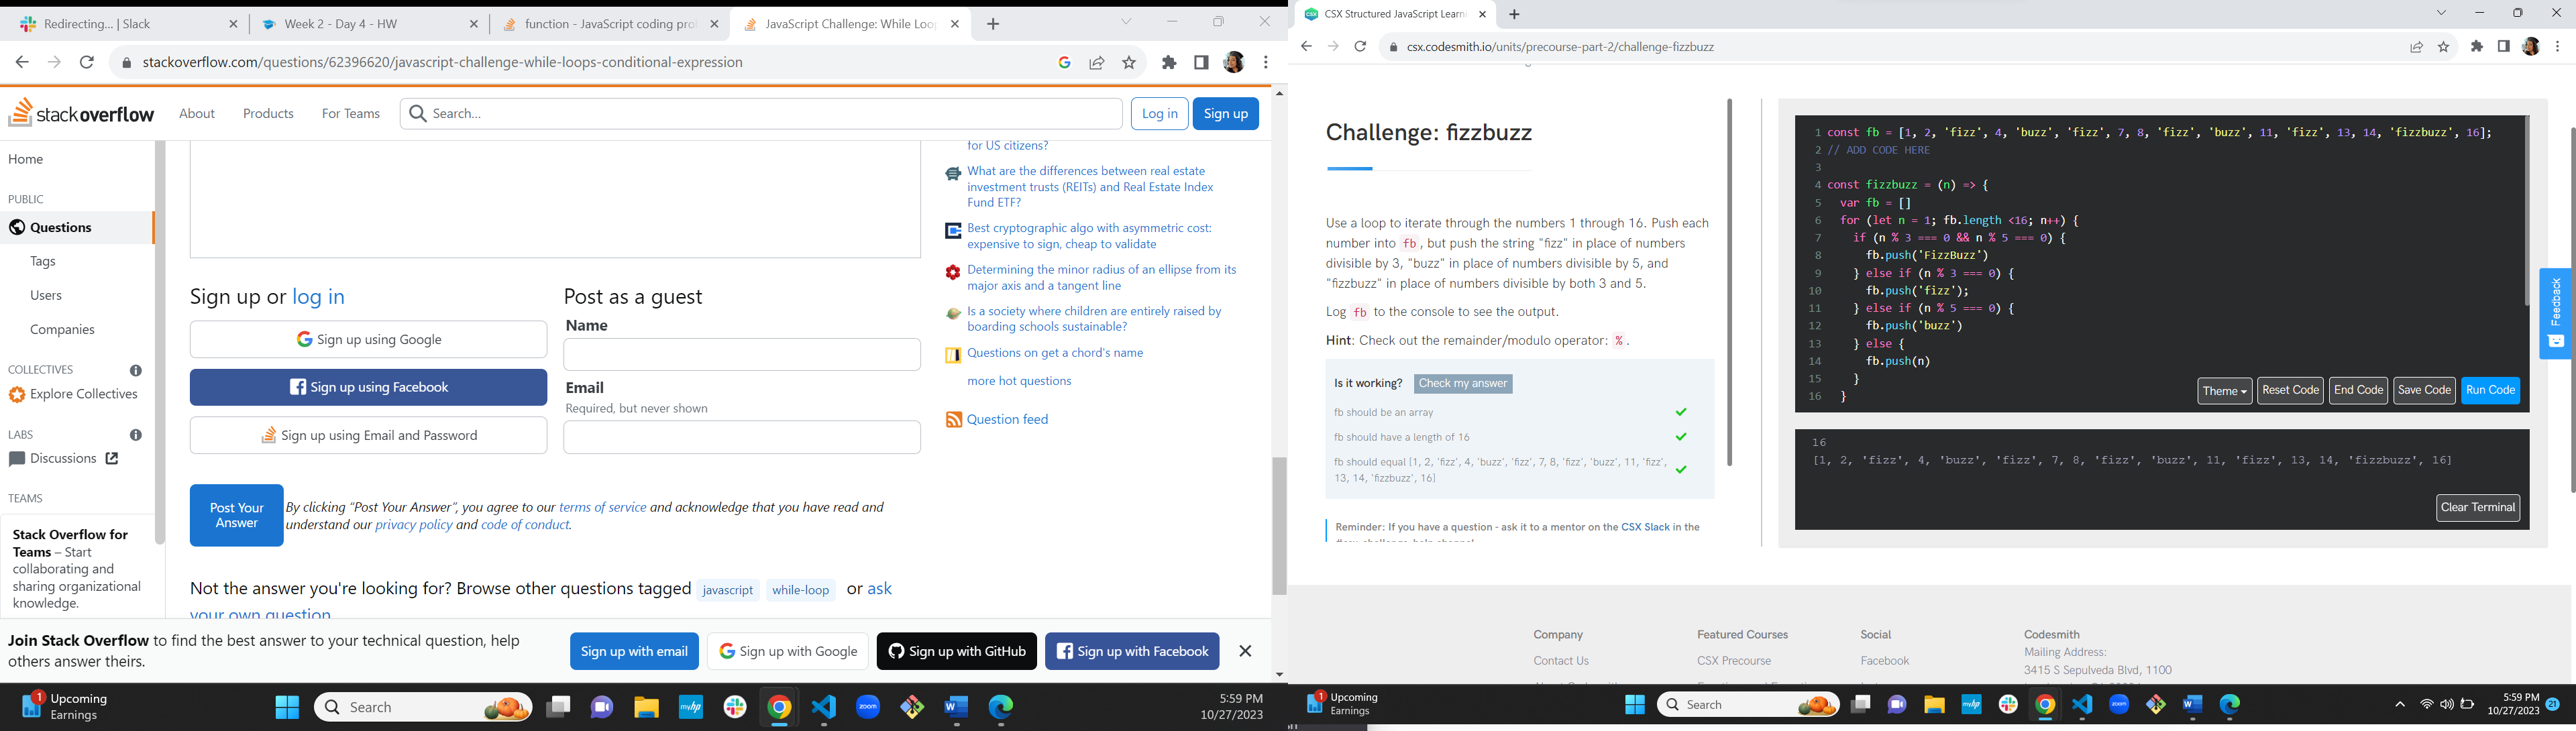 Redirecting... | Slack
Week 2 - Day 4 - HW
function - JavaScript coding pro
JavaScript Challenge: While Loo
stackoverflow.com/questions/62396620/javascript-challenge-while-loops-conditional-expression
stackoverflow
About
Products
For Teams
Search...
Log in
Sign up
Home
PUBLIC
Questions
Tags
Users
Companies
COLLECTIVES
Explore Collectives
LABS
Discussions
TEAMS
Stack Overflow for
Teams – Start
collaborating and
sharing organizational
knowledge.
Sign up or log in
Sign up using Google
Sign up using Facebook
Sign up using Email and Password
Post as a guest
Name
Email
Required, but never shown
Post Your
Answer
By clicking “Post Your Answer”, you agree to our terms of service and acknowledge that you have read and
understand our privacy policy and code of conduct.
Not the answer you're looking for? Browse other questions tagged javascript while-loop or ask
your own question
for US citizens?
What are the differences between real estate
investment trusts (REITs) and Real Estate Index
Fund ETF?
Best cryptographic algo with asymmetric cost:
expensive to sign, cheap to validate
Determining the minor radius of an ellipse from its
major axis and a tangent line
Is a society where children are entirely raised by
boarding schools sustainable?
Questions on get a chord's name
more hot questions
Question feed
Join Stack Overflow to find the best answer to your technical question, help
others answer theirs.
Sign up with email
Sign up with Google
Sign up with GitHub
Sign up with Facebook
1
Upcoming
Earnings
Search
myhp
zoom
W
5:59 PM
10/27/2023
CSX Structured JavaScript Learn
csx.codesmith.io/units/precourse-part-2/challenge-fizzbuzz
Challenge: fizzbuzz
Use a loop to iterate through the numbers 1 through 16. Push each
number into fb, but push the string "fizz" in place of numbers
divisible by 3, "buzz" in place of numbers divisible by 5, and
"fizzbuzz" in place of numbers divisible by both 3 and 5.
Log fb to the console to see the output.
Hint: Check out the remainder/modulo operator: %.
Is it working? Check my answer
fb should be an array
fb should have a length of 16
fb should equal [1, 2, 'fizz', 4, 'buzz', 'fizz', 7, 8, 'fizz', 'buzz', 11, 'fizz',
13, 14, 'fizzbuzz', 16]
Reminder: If you have a question - ask it to a mentor on the CSX Slack in the
1 const fb = [1, 2, 'fizz', 4, 'buzz', 'fizz', 7, 8, 'fizz', 'buzz', 11, 'fizz', 13, 14, 'fizzbuzz', 16];
2 // ADD CODE HERE
3
4 const fizzbuzz = (n) => {
5 var fb = []
6 for (let n = 1; fb.length <16; n++) {
7 if (n % 3 === 0 && n % 5 === 0) {
8 fb.push('FizzBuzz')
9 } else if (n % 3 === 0) {
10 fb.push('fizz');
11 } else if (n % 5 === 0) {
12 fb.push('buzz')
13 } else {
14 fb.push(n)
15 }
16 }
Theme
Reset Code
End Code
Save Code
Run Code
16
[1, 2, 'fizz', 4, 'buzz', 'fizz', 7, 8, 'fizz', 'buzz', 11, 'fizz', 13, 14, 'fizzbuzz', 16]
Clear Terminal
Feedback
Company
Contact Us
Featured Courses
CSX Precourse
Social
Facebook
Codesmith
Mailing Address:
3415 S Sepulveda Blvd, 1100
1
Upcoming
Earnings
Search
myhp
zoom
W
5:59 PM
10/27/2023
21